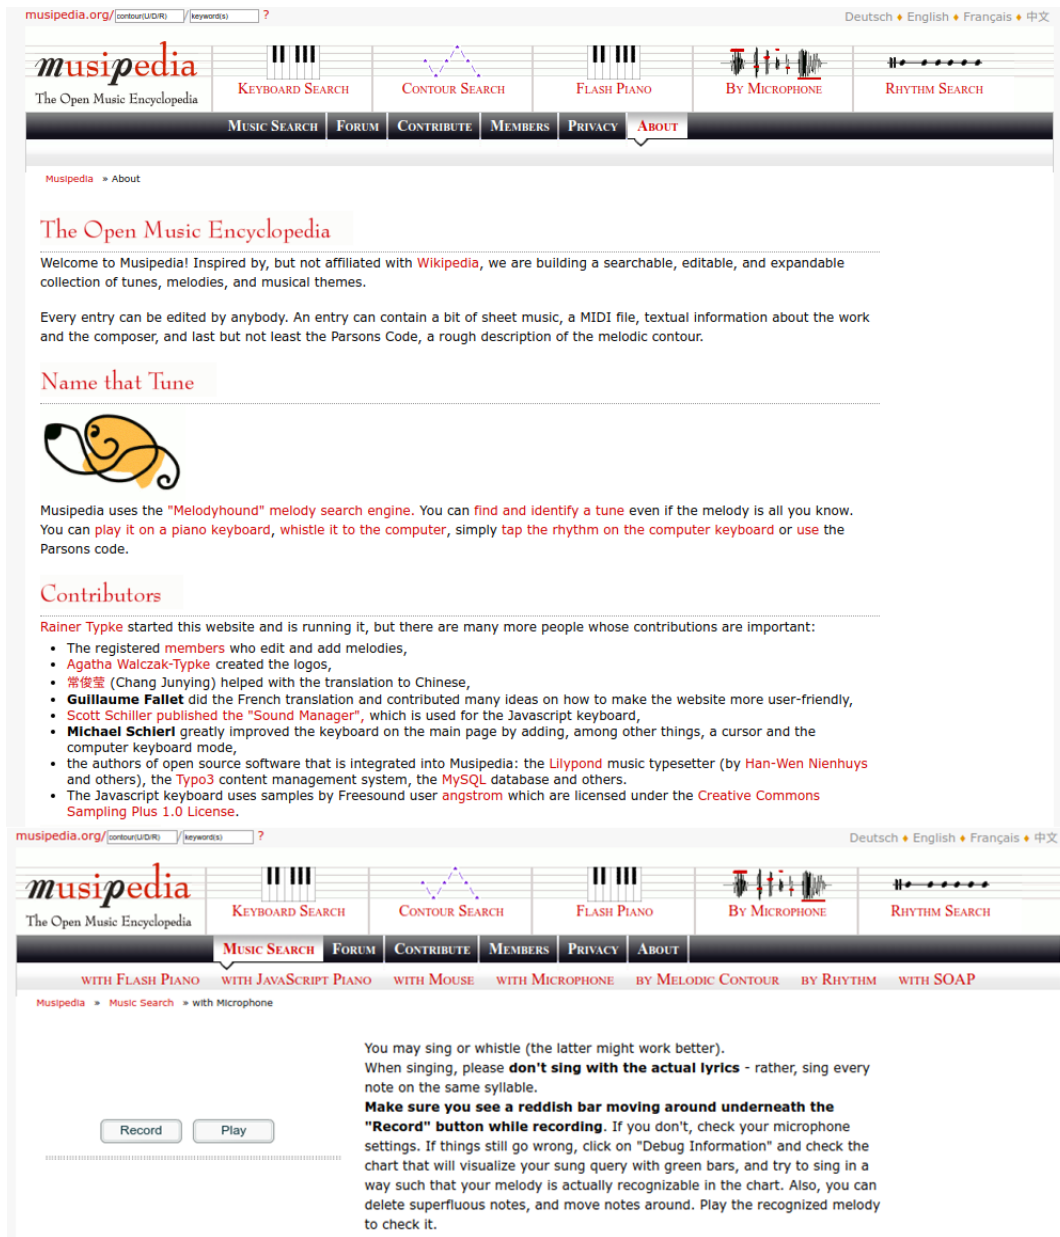 musipedia.org/ contour(U/D/R) / keyword(s) ?
Deutsch ♦ English ♦ Français ♦ 中文
musipedia
The Open Music Encyclopedia
KEYBOARD SEARCH CONTOUR SEARCH FLASH PIANO BY MICROPHONE RHYTHM SEARCH
MUSIC SEARCH FORUM CONTRIBUTE MEMBERS PRIVACY ABOUT
Musipedia » About
The Open Music Encyclopedia
Welcome to Musipedia! Inspired by, but not affiliated with Wikipedia, we are building a searchable, editable, and expandable
collection of tunes, melodies, and musical themes.
Every entry can be edited by anybody. An entry can contain a bit of sheet music, a MIDI file, textual information about the work
and the composer, and last but not least the Parsons Code, a rough description of the melodic contour.
Name that Tune
Musipedia uses the "Melodyhound" melody search engine. You can find and identify a tune even if the melody is all you know.
You can play it on a piano keyboard, whistle it to the computer, simply tap the rhythm on the computer keyboard or use the
Parsons code.
Contributors
Rainer Typke started this website and is running it, but there are many more people whose contributions are important:
• The registered members who edit and add melodies,
• Agatha Walczak-Typke created the logos,
• 常俊莹 (Chang Junying) helped with the translation to Chinese,
• Guillaume Fallet did the French translation and contributed many ideas on how to make the website more user-friendly,
• Scott Schiller published the "Sound Manager", which is used for the Javascript keyboard,
• Michael Schierl greatly improved the keyboard on the main page by adding, among other things, a cursor and the
computer keyboard mode,
• the authors of open source software that is integrated into Musipedia: the Lilypond music typesetter (by Han-Wen Nienhuys
and others), the Typo3 content management system, the MySQL database and others.
• The Javascript keyboard uses samples by Freesound user angstrom which are licensed under the Creative Commons
Sampling Plus 1.0 License.
musipedia.org/ contour(U/D/R) / keyword(s) ?
Deutsch ♦ English ♦ Français ♦ 中文
musipedia
The Open Music Encyclopedia
KEYBOARD SEARCH CONTOUR SEARCH FLASH PIANO BY MICROPHONE RHYTHM SEARCH
MUSIC SEARCH FORUM CONTRIBUTE MEMBERS PRIVACY ABOUT
WITH FLASH PIANO WITH JAVASCRIPT PIANO WITH MOUSE WITH MICROPHONE BY MELODIC CONTOUR BY RHYTHM WITH SOAP
Musipedia » Music Search » with Microphone
You may sing or whistle (the latter might work better).
When singing, please don't sing with the actual lyrics - rather, sing every
note on the same syllable.
Make sure you see a reddish bar moving around underneath the
"Record" button while recording. If you don't, check your microphone
settings. If things still go wrong, click on "Debug Information" and check the
chart that will visualize your sung query with green bars, and try to sing in a
way such that your melody is actually recognizable in the chart. Also, you can
delete superfluous notes, and move notes around. Play the recognized melody
to check it.
Record Play